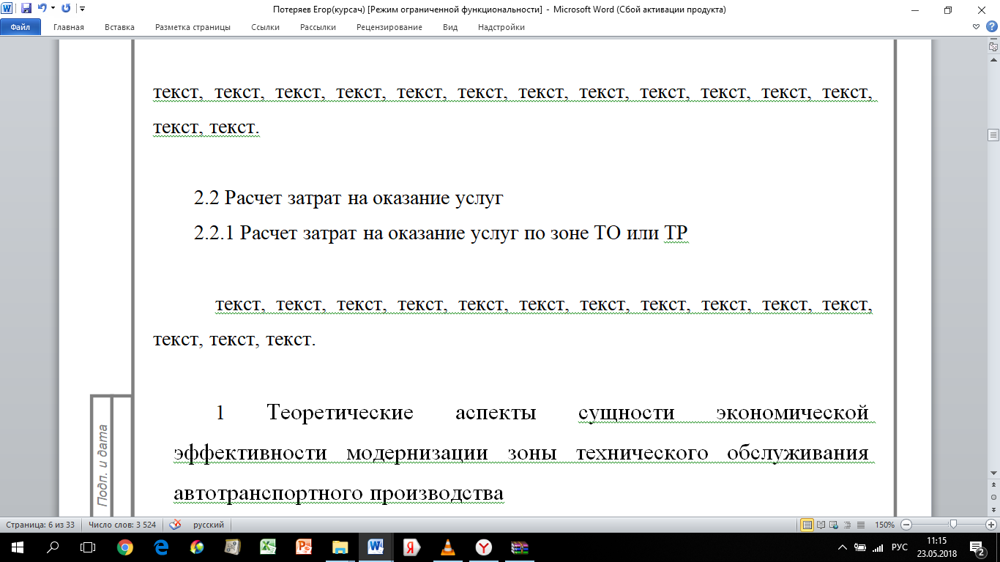 Потеряев Егор(курсач) [Режим ограниченной функциональности] - Microsoft Word (Сбой активации продукта)
Файл Главная Вставка Разметка страницы Ссылки Рассылки Рецензирование Вид Надстройки
текст, текст, текст, текст, текст, текст, текст, текст, текст, текст, текст, текст,
текст, текст.
2.2 Расчет затрат на оказание услуг
2.2.1 Расчет затрат на оказание услуг по зоне ТО или ТР
текст, текст, текст, текст, текст, текст, текст, текст, текст, текст, текст,
текст, текст, текст.
1 Теоретические аспекты сущности экономической
эффективности модернизации зоны технического обслуживания
автотранспортного производства
Подп. и дата
Страница: 6 из 33 Число слов: 3 524 русский 150%
РУС 11:15
23.05.2018 2